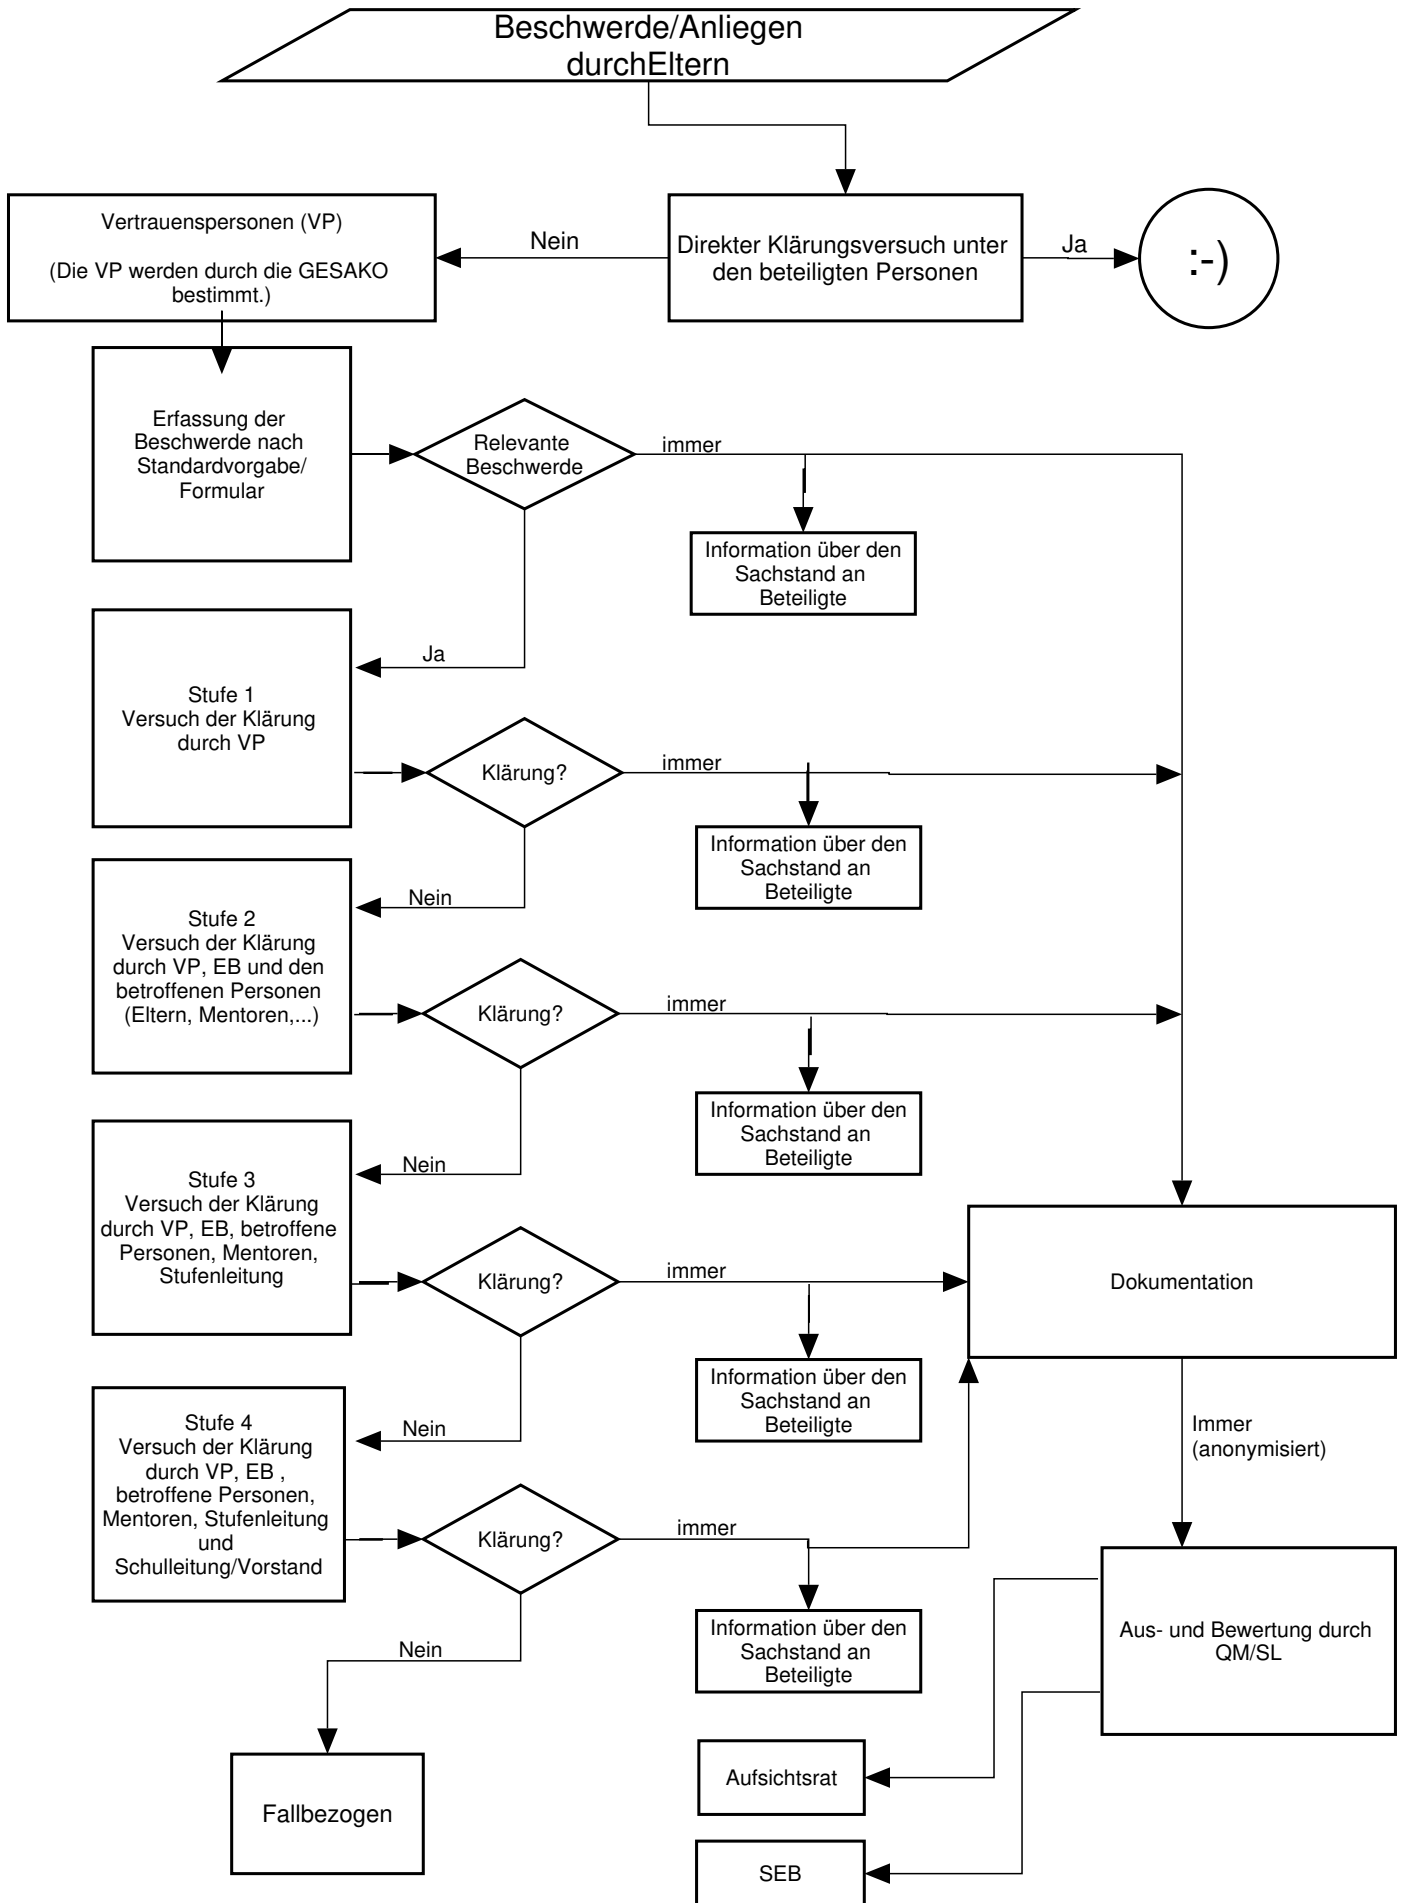 Beschwerde/Anliegen
durchEltern
Vertrauenspersonen (VP)
(Die VP werden durch die GESAKO
bestimmt.)
Nein
Direkter Klärungsversuch unter
den beteiligten Personen
Ja
:-)
Erfassung der
Beschwerde nach
Standardvorgabe/
Formular
Relevante
Beschwerde
immer
Information über den
Sachstand an
Beteiligte
Ja
Stufe 1
Versuch der Klärung
durch VP
Klärung?
immer
Information über den
Sachstand an
Beteiligte
Nein
Stufe 2
Versuch der Klärung
durch VP, EB und den
betroffenen Personen
(Eltern, Mentoren,...)
Klärung?
immer
Information über den
Sachstand an
Beteiligte
Nein
Stufe 3
Versuch der Klärung
durch VP, EB, betroffene
Personen, Mentoren,
Stufenleitung
Klärung?
immer
Dokumentation
Information über den
Sachstand an
Beteiligte
Nein
Stufe 4
Versuch der Klärung
durch VP, EB ,
betroffene Personen,
Mentoren, Stufenleitung
und
Schulleitung/Vorstand
Immer
(anonymisiert)
Klärung?
immer
Information über den
Sachstand an
Beteiligte
Aus- und Bewertung durch
QM/SL
Nein
Fallbezogen
Aufsichtsrat
SEB